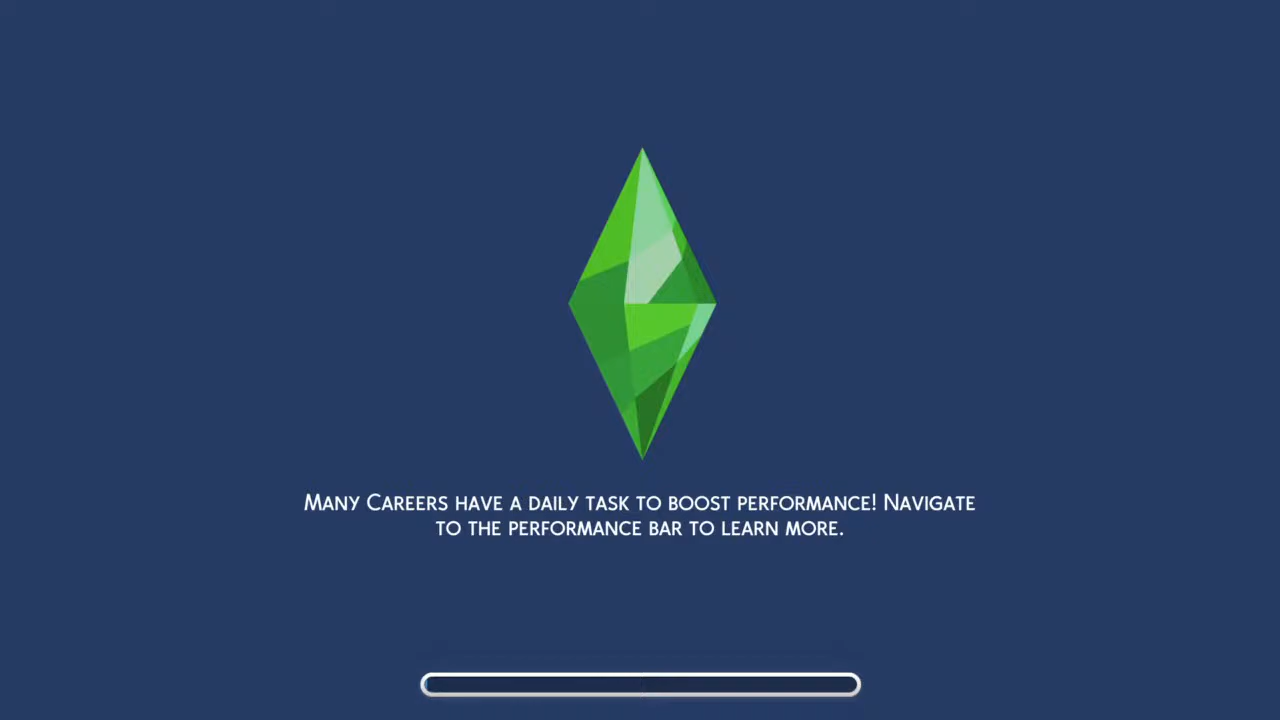 Many Careers have a daily task to boost performance! Navigate
to the performance bar to learn more.